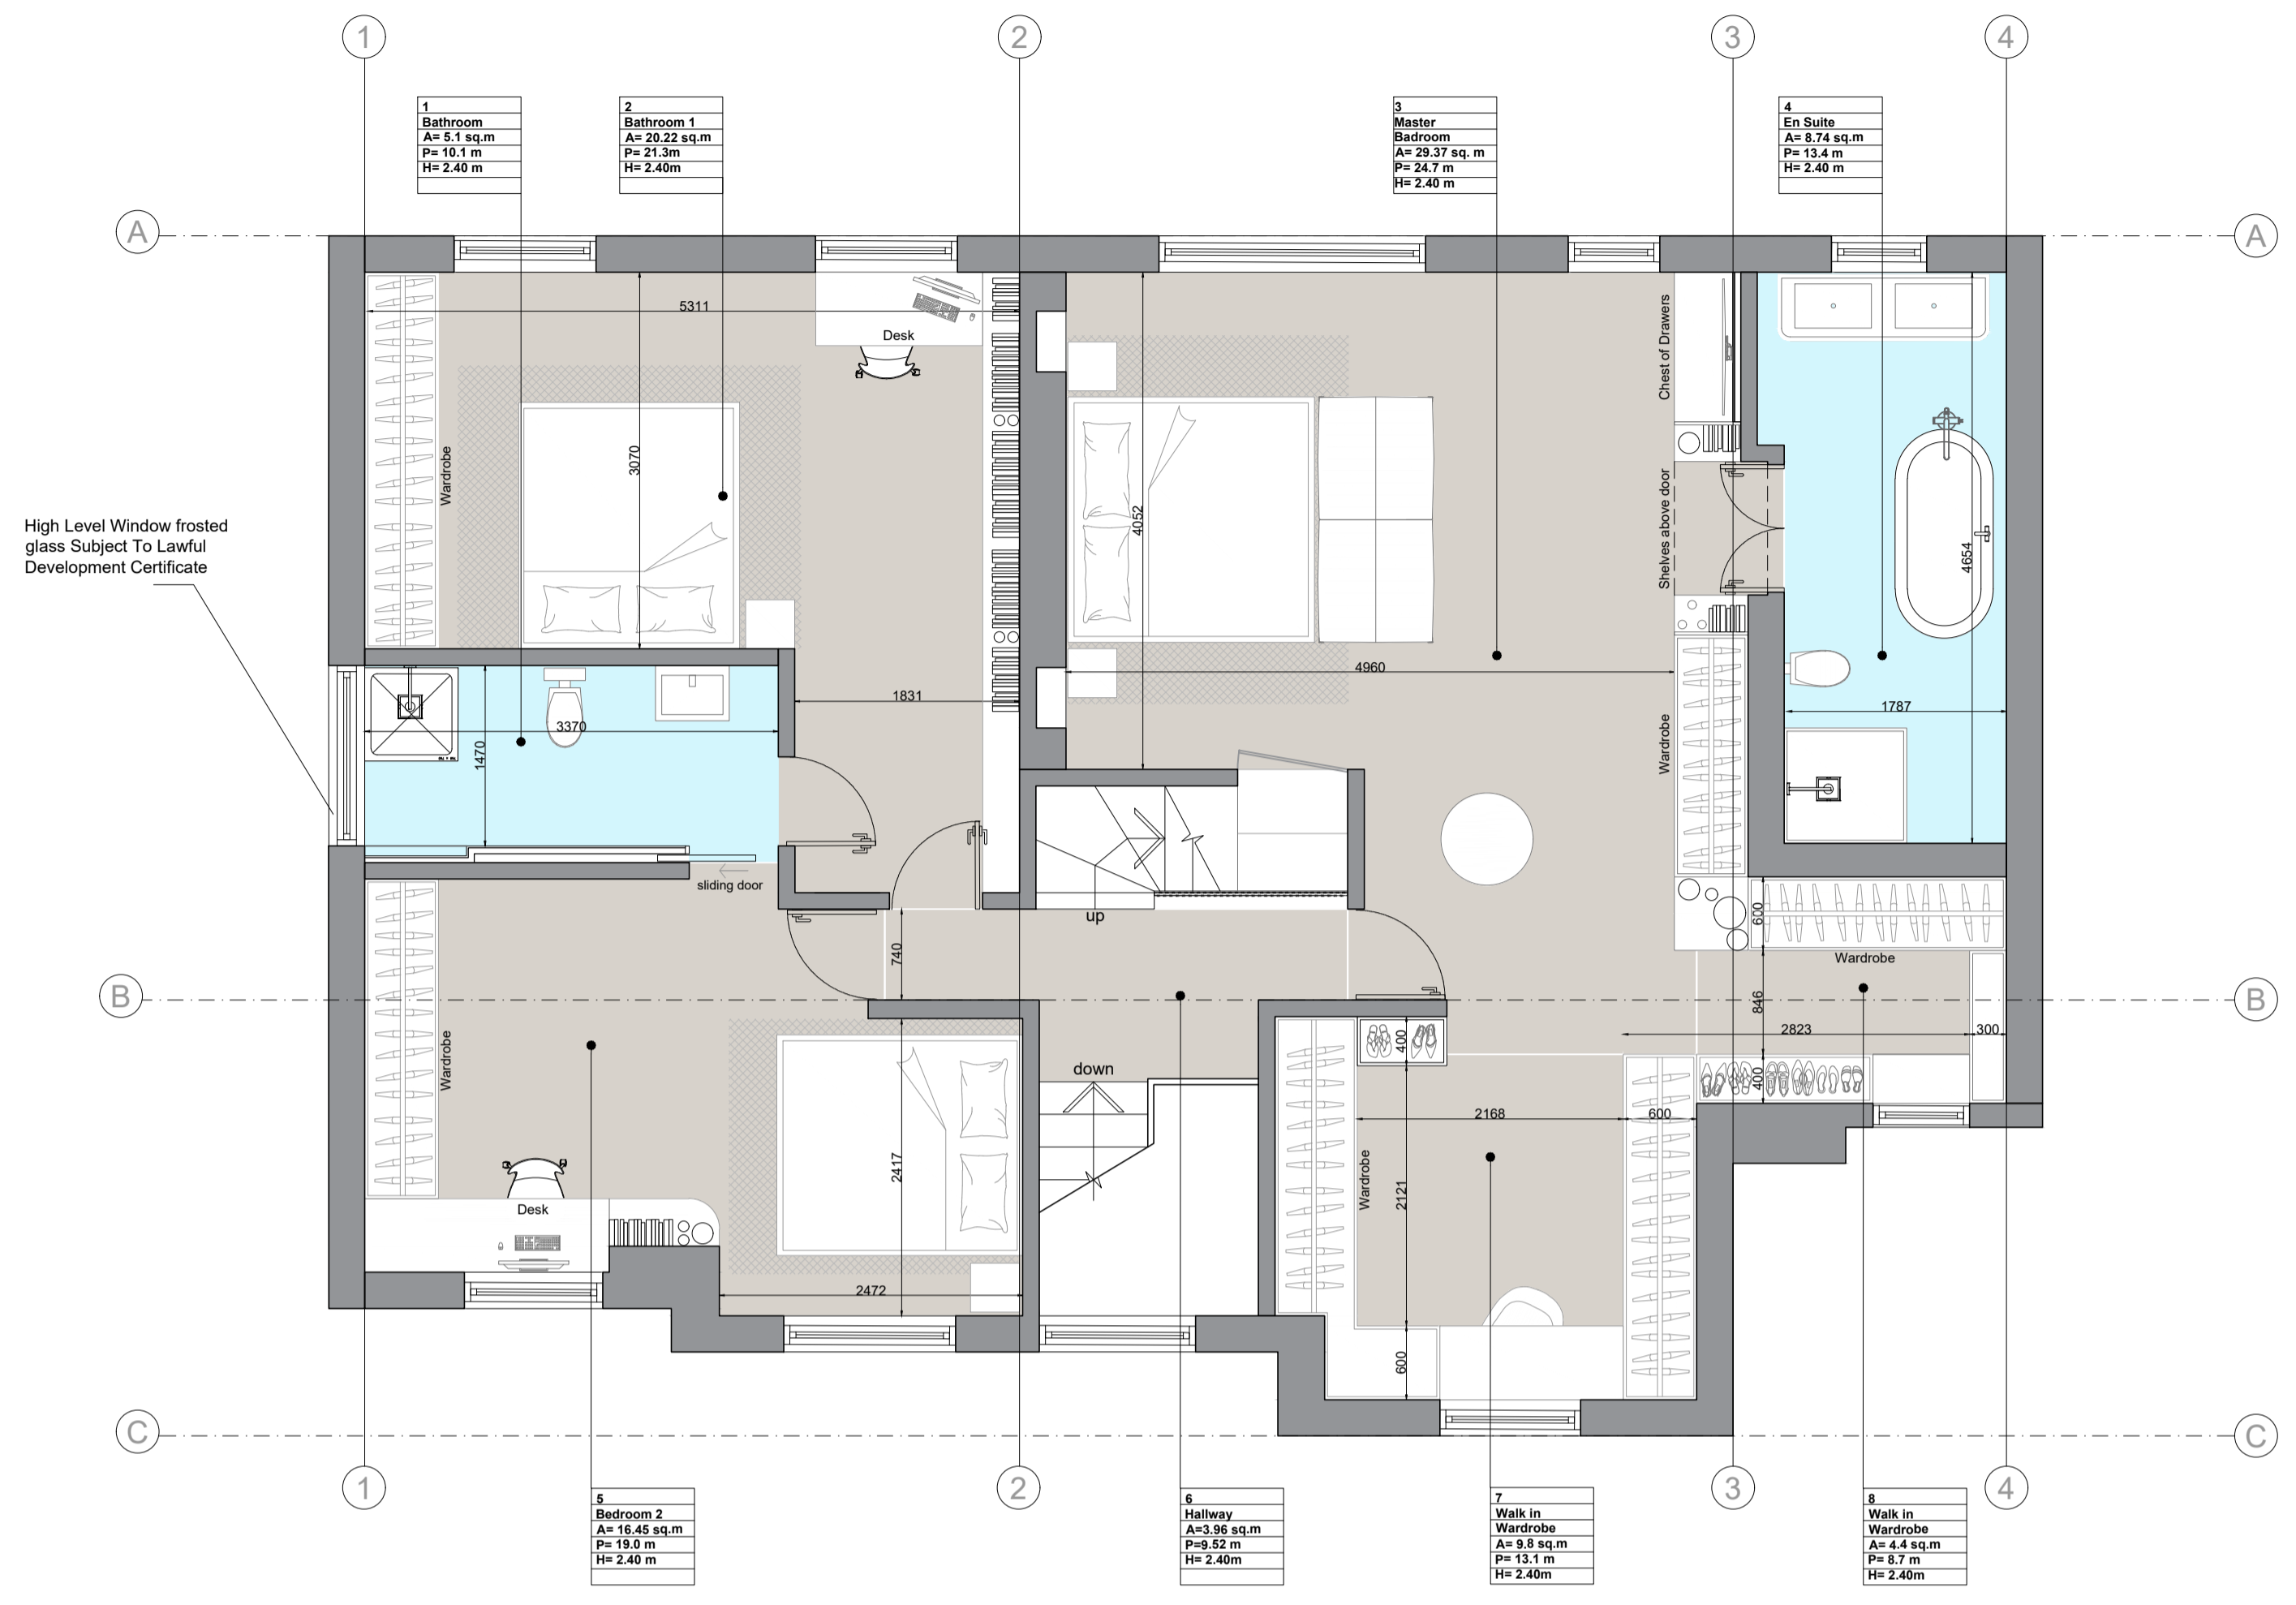 1
2
3
4
1
Bathroom
A= 5.1 sq.m
P= 10.1 m
H= 2.40 m
2
Bathroom 1
A= 20.22 sq.m
P= 21.3m
H= 2.40m
3
Master
Badroom
A= 29.37 sq. m
P= 24.7 m
H= 2.40 m
4
En Suite
A= 8.74 sq.m
P= 13.4 m
H= 2.40 m
A
A
5311
Desk
Chest of Drawers
Wardrobe
3070
4052
Shelves above door
4654
High Level Window frosted
glass Subject To Lawful
Development Certificate
4960
1831
1787
3370
1470
Wardrobe
sliding door
up
600
740
Wardrobe
B
B
846
2823
300
400
Wardrobe
down
400
2168
600
2417
Wardrobe
2121
Desk
2472
600
C
C
1
2
3
4
5
Bedroom 2
A= 16.45 sq.m
P= 19.0 m
H= 2.40 m
6
Hallway
A=3.96 sq.m
P=9.52 m
H= 2.40m
7
Walk in
Wardrobe
A= 9.8 sq.m
P= 13.1 m
H= 2.40m
8
Walk in
Wardrobe
A= 4.4 sq.m
P= 8.7 m
H= 2.40m